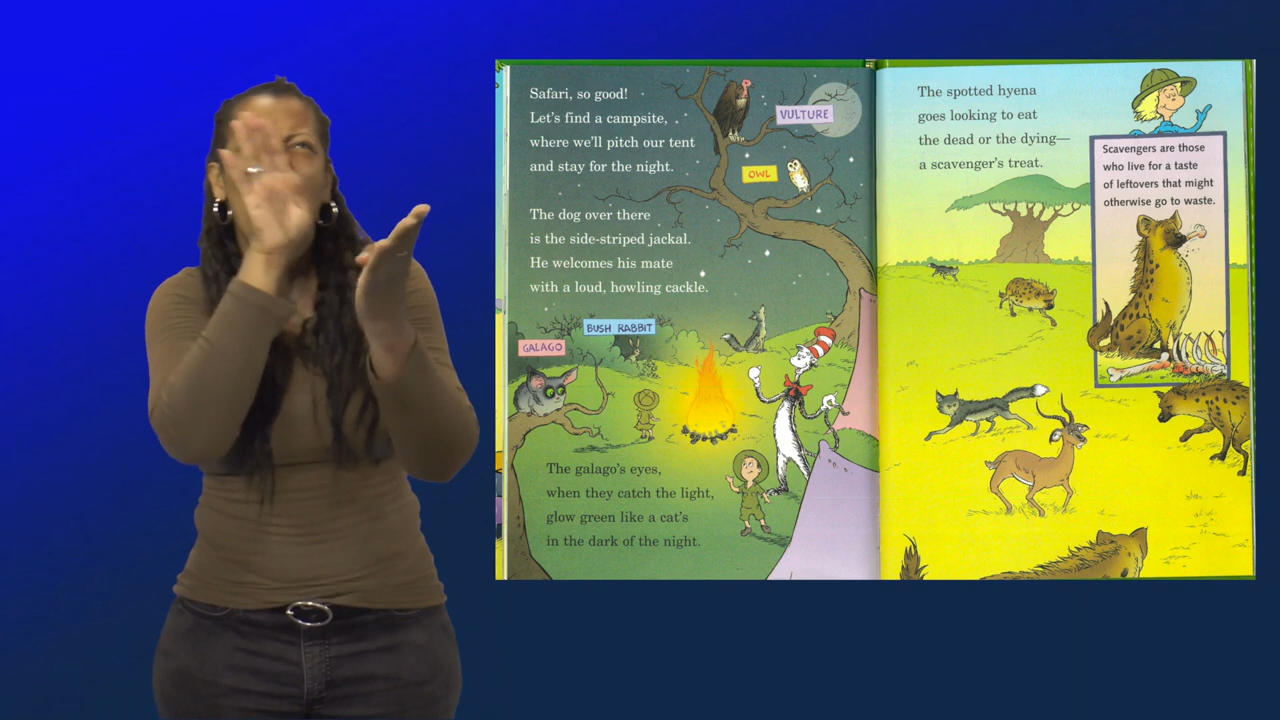 Safari, so good!
Let's find a campsite,
where we'll pitch our tent
and stay for the night.
VULTURE
OWL
The dog over there
is the side-striped jackal.
He welcomes his mate
with a loud, howling cackle.
BUSH RABBIT
GALAGO
The galago's eyes,
when they catch the light,
glow green like a cat's
in the dark of the night.
The spotted hyena
goes looking to eat
the dead or the dying—
a scavenger's treat.
Scavengers are those
who live for a taste
of leftovers that might
otherwise go to waste.